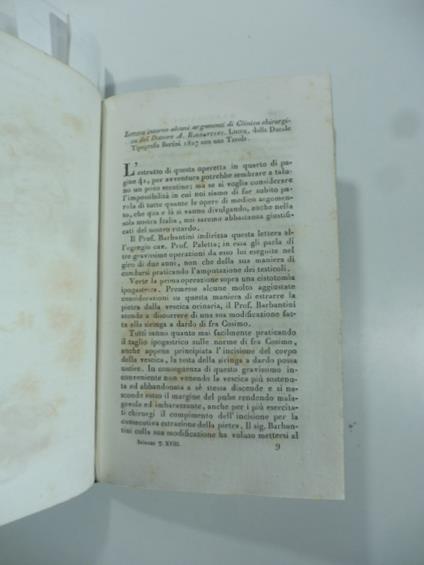 Lettera intorno alcuni argomenti di Clinica chirurgi-
ca del Dottore A. BARBANTINI. Lucca, dalla Ducale
Tipografia Bertini 1827 con una Tavola.
L'estratto di questa operetta in quarto di pa-
gine 42, per avventura potrebbe sembrare a talu-
no un poco serotino: ma se si voglia considerare
l'impossibilità in cui noi siamo di far subito pa-
rola di tutte quante le opere di medico argomen-
to, che qua e là si vanno divulgando, anche nella
sola nostra Italia, noi saremo abbastanza giustifi-
cati del nostro ritardo.
Il Prof. Barbantini indirizza questa lettera al-
l'egregio cav. Prof. Paletta; in essa gli parla di
tre gravissime operazioni da esso lui eseguite nel
giro di due anni, non che della sua maniera di
condursi praticando l'amputazione dei testicoli.
Verte la prima operazione sopra una cistotomia
ipogastrica. Premesse alcune molto aggiustate
considerazioni su questa maniera di estrarre la
pietra dalla vescica orinaria, il Prof. Barbantini
scende a discorrere di una sua modificazione fat-
ta alla siringa a dardo di fra Cosimo.
Tutti sanno quanto mai facilmente praticando
il taglio ipogastrico sulle norme di fra Cosimo,
anche appena principiata l'incisione del corpo
della vescica, la testa della siringa a dardo possa
uscire. In conseguenza di questo gravissimo in-
conveniente non venendo la vescica più sostenu-
ta ed abbandonata a sè stessa discende e si na-
sconde sotto il margine del pube rendendo mala-
gevole ed imbarazzante, anche per i più esercita-
ti chirurgi il compimento dell'incisione per la
consecutiva estrazione della pietra. Il sig. Barban-
tini colla sua modificazione ha voluto mettersi al
Scienze T. XVIII.
9